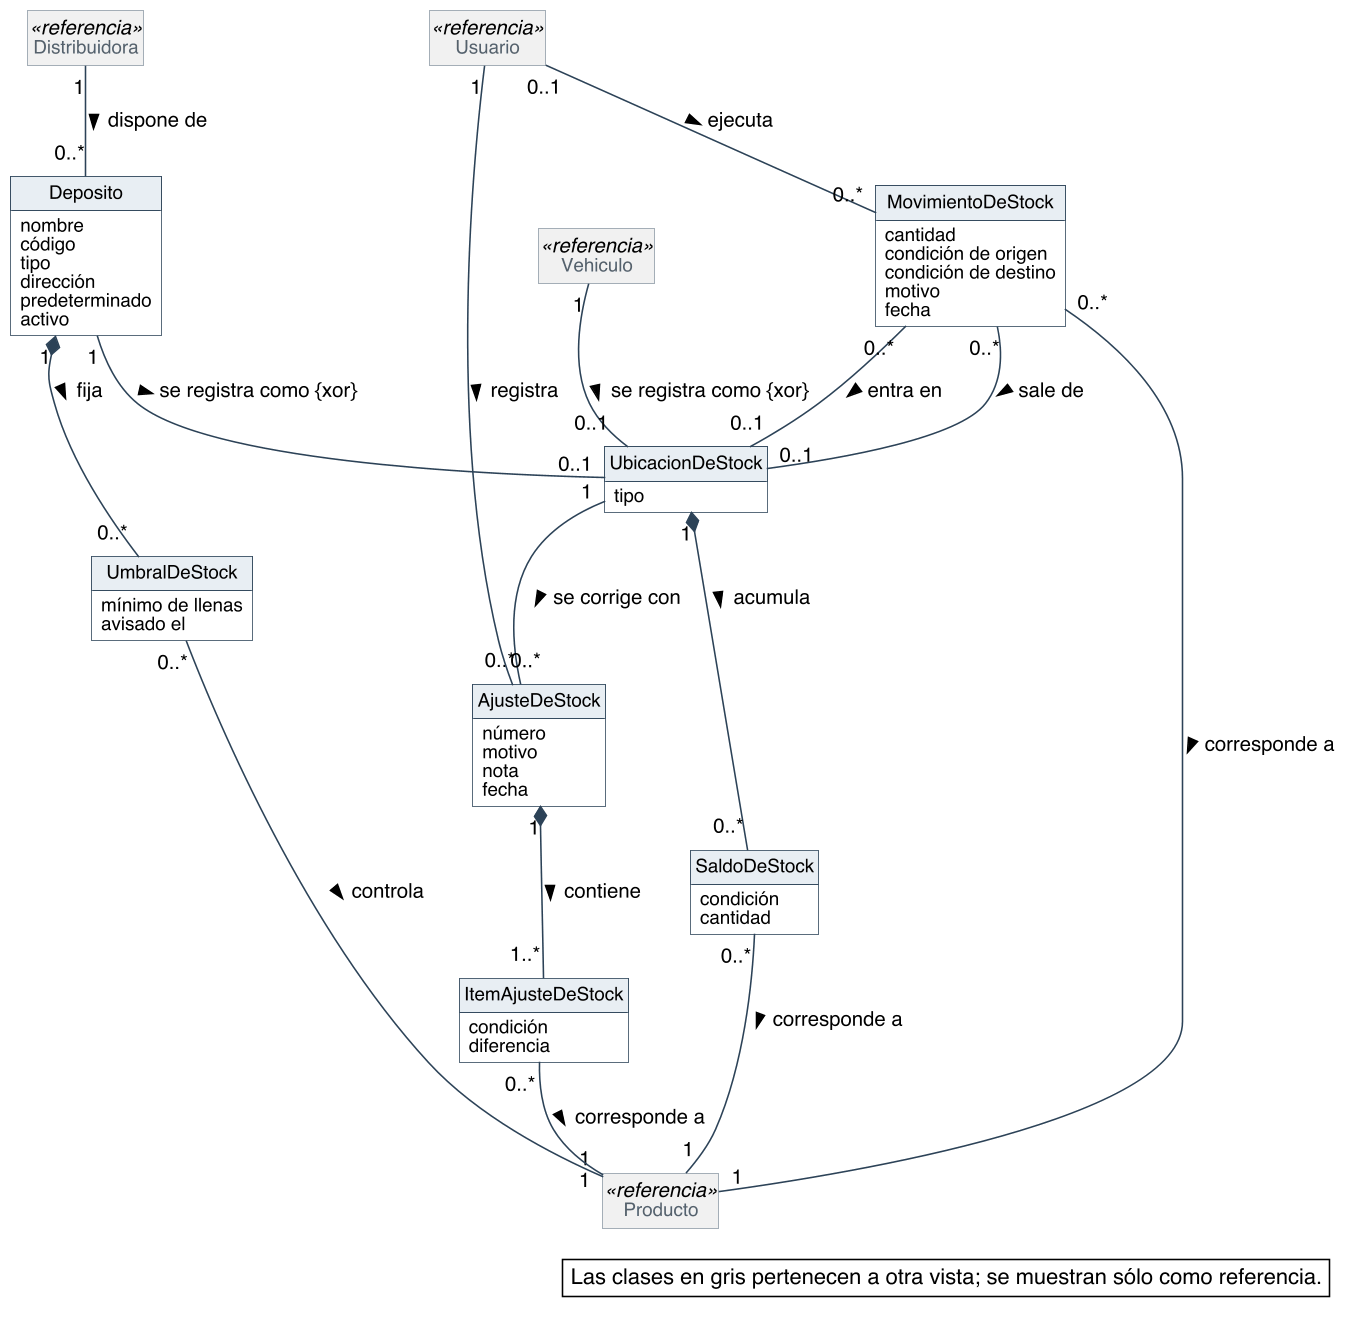 «referencia»
Distribuidora
«referencia»
Usuario
1
1
0..1
dispone de
ejecuta
0..*
0..*
Deposito
nombre
código
tipo
dirección
predeterminado
activo
MovimientoDeStock
cantidad
condición de origen
condición de destino
motivo
fecha
«referencia»
Vehiculo
1
0..*
1
1
0..*
0..*
fija
se registra como {xor}
registra
se registra como {xor}
entra en
sale de
0..1
0..1
0..1
0..1
UbicacionDeStock
tipo
1
1
0..*
UmbralDeStock
mínimo de llenas
avisado el
se corrige con
acumula
0..*
0..*
0..*
AjusteDeStock
número
motivo
nota
fecha
corresponde a
1
0..*
SaldoDeStock
condición
cantidad
controla
contiene
1..*
0..*
ItemAjusteDeStock
condición
diferencia
corresponde a
0..*
corresponde a
1
1
1
1
«referencia»
Producto
Las clases en gris pertenecen a otra vista; se muestran sólo como referencia.